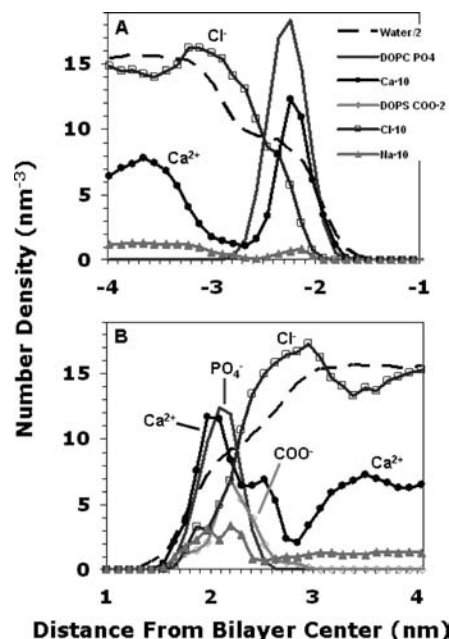 A
Cl-
Water/2
DOPC PO4
Ca·10
DOPS COO·2
Cl·10
Na·10
Ca2+
15
10
5
0
-4
-3
-2
-1
Number Density (nm-3)
B
Cl-
PO4-
Ca2+
COO-
Ca2+
15
10
5
0
1
2
3
4
Distance From Bilayer Center (nm)